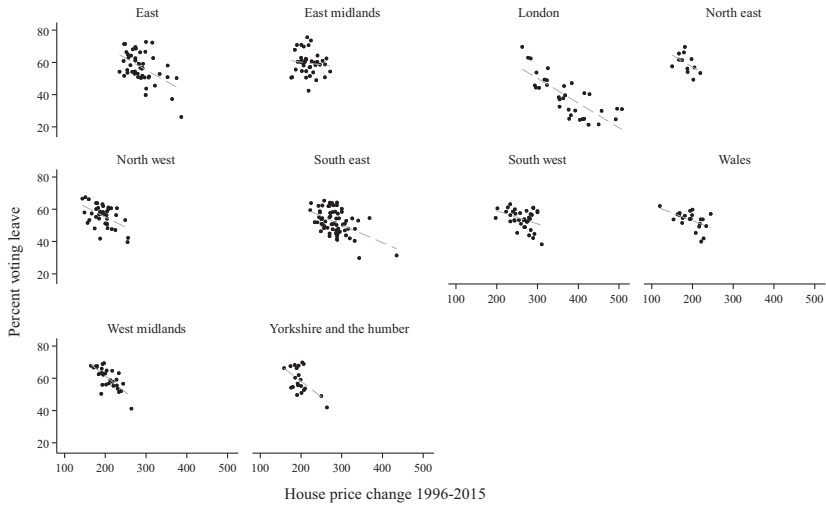 East East midlands London North east
80
60
40
20
North west South east South west Wales
80
60
40
20
100 200 300 400 500 100 200 300 400 500
West midlands Yorkshire and the humber
80
60
40
20
100 200 300 400 500 100 200 300 400 500
Percent voting leave
House price change 1996-2015